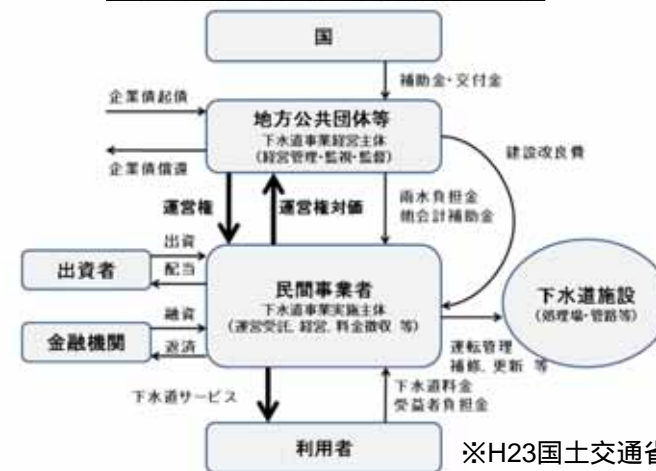 国
補助金・交付金
企業債起債
地方公共団体等
下水道事業経営主体
(経営管理・監視・監督)
建設改良費
企業債償還
運営権
運営権対価
雨水負担金
他会計補助金
出資
出資者
配当
民間事業者
下水道事業実施主体
(運営受託、経営、料金徴収 等)
下水道施設
(処理場・管路等)
融資
金融機関
返済
運転管理
補修、更新 等
下水道サービス
下水道料金
受益者負担金
利用者
※H23国土交通省